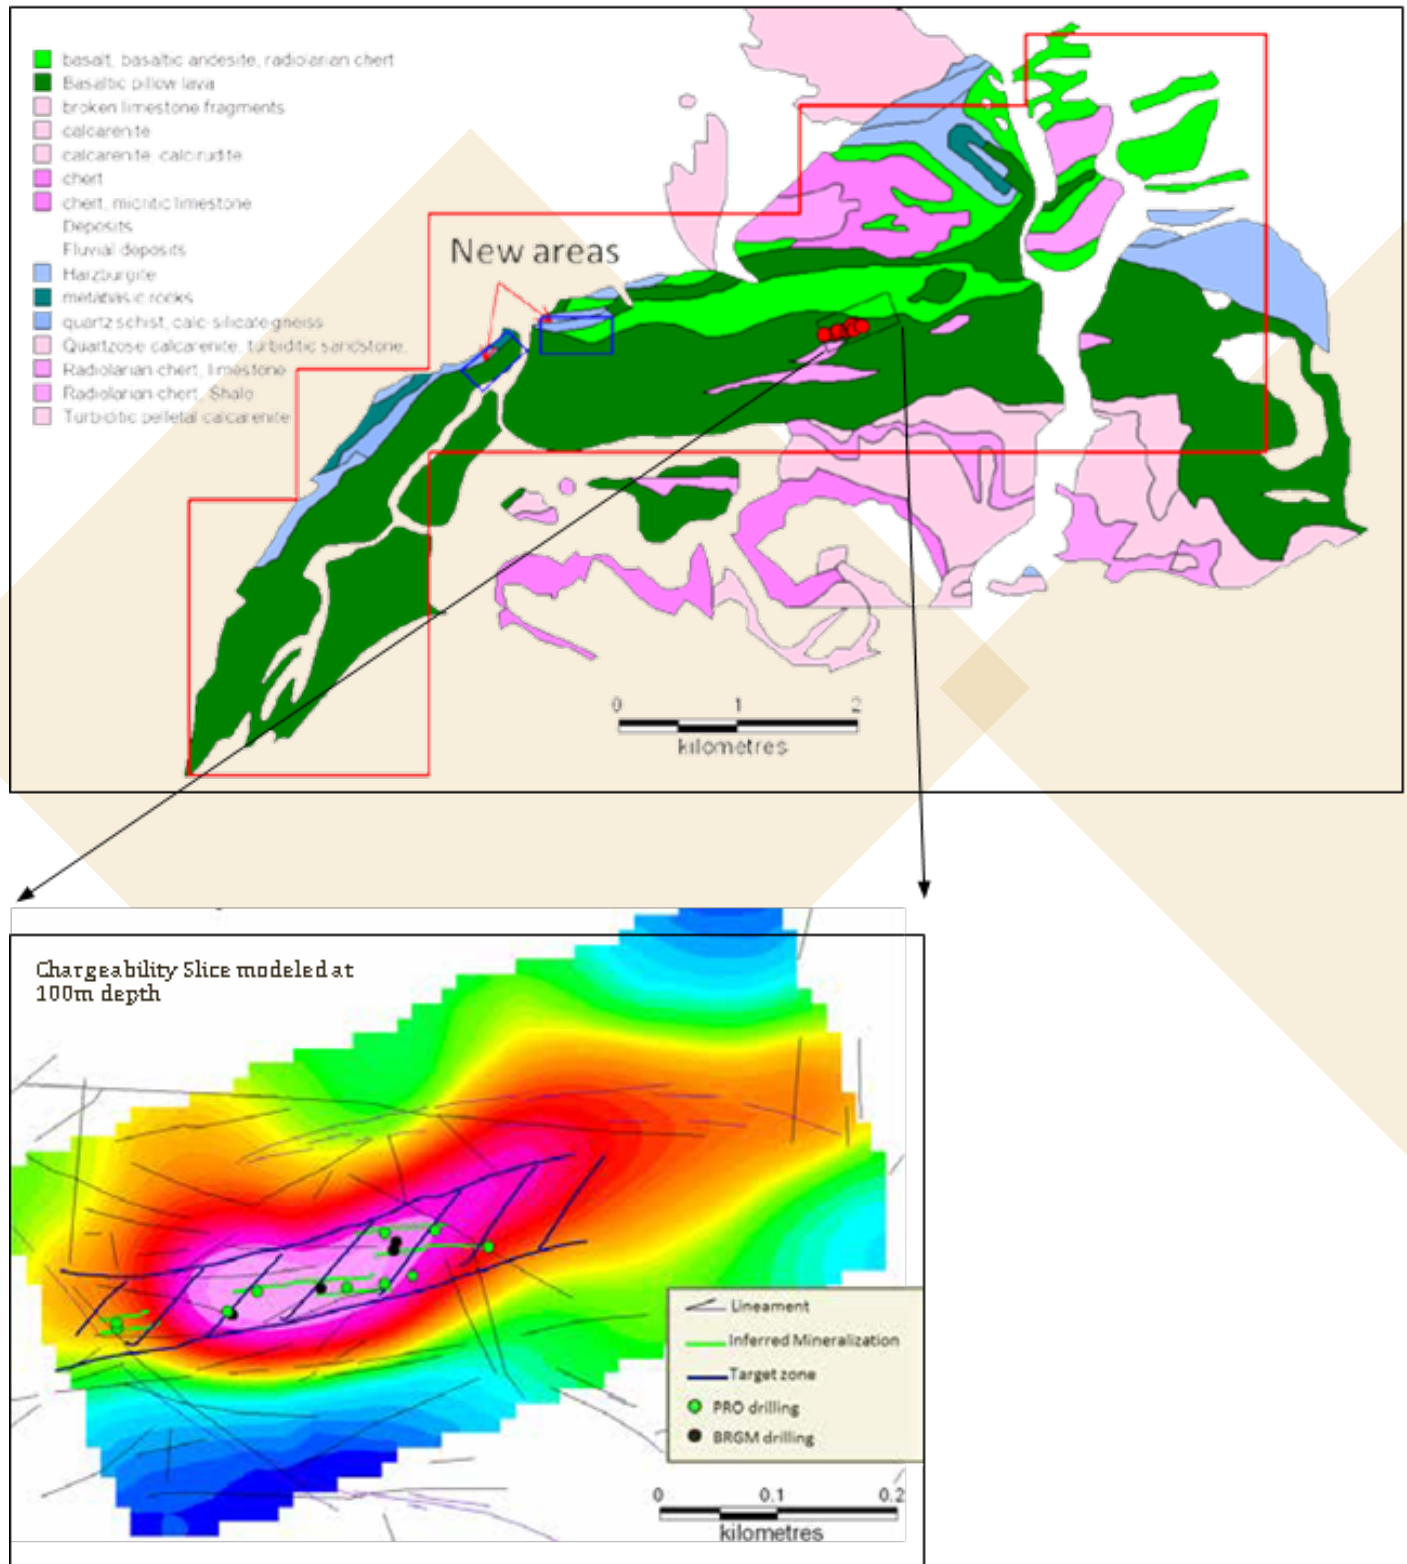 basalt, basaltic andesite, radiolarian chert
Basaltic pillow lava
broken limestone fragments
calcarenite
calcarenite, calcirudite
chert
chert, micritic limestone
Deposits
Fluvial deposits
Harzburgite
metabasic rocks
quartz schist, calc-silicate gneiss
Quartzose calcarenite, turbiditic sandstone,
Radiolarian chert, limestone
Radiolarian chert, Shale
Turbiditic pelletal calcarenite
New areas
0 1 2
kilometres
Chargeability Slice modeled at
100m depth
Lineament
Inferred Mineralization
Target zone
PRO drilling
BRGM drilling
0 0.1 0.2
kilometres